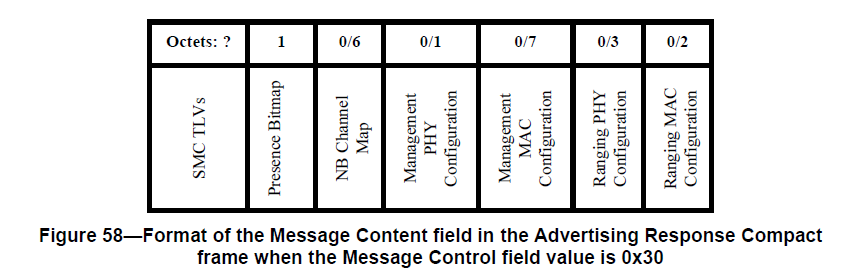 Octets: ? 1 0/6 0/1 0/7 0/3 0/2
SMC TLVs
Presence Bitmap
NB Channel
Map
Management
PHY
Configuration
Management
MAC
Configuration
Ranging PHY
Configuration
Ranging MAC
Configuration
Figure 58—Format of the Message Content field in the Advertising Response Compact
frame when the Message Control field value is 0x30